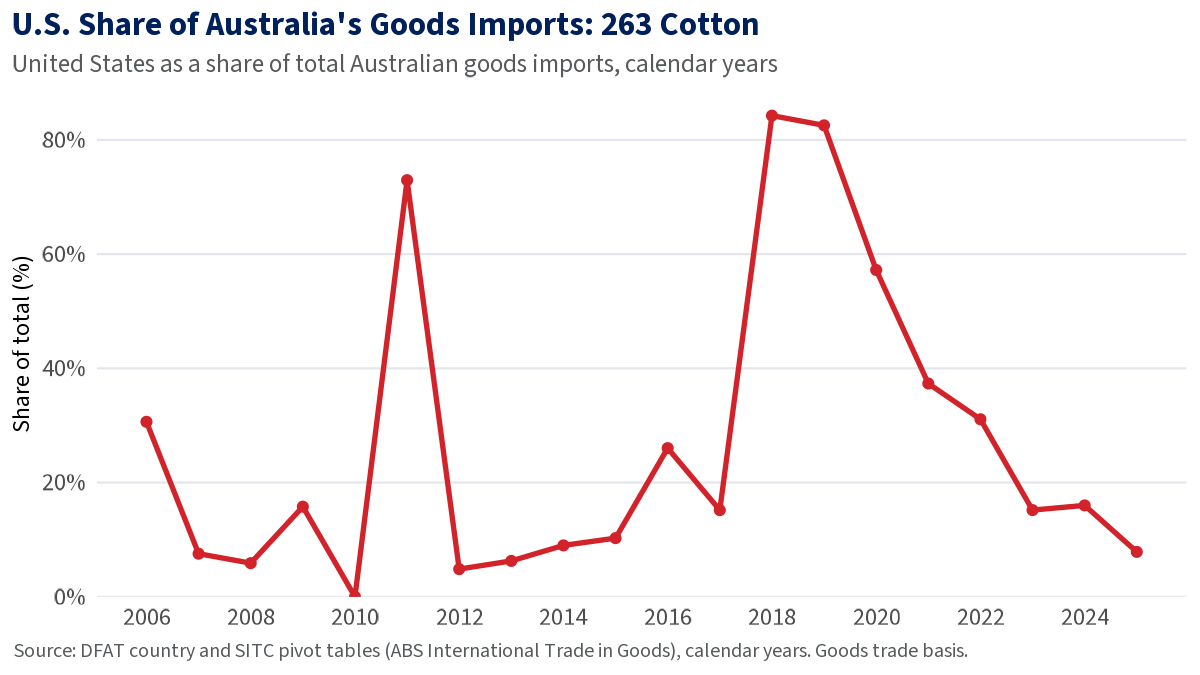 U.S. Share of Australia's Goods Imports: 263 Cotton
United States as a share of total Australian goods imports, calendar years
Share of total (%)
80%
60%
40%
20%
0%
2006 2008 2010 2012 2014 2016 2018 2020 2022 2024
Source: DFAT country and SITC pivot tables (ABS International Trade in Goods), calendar years. Goods trade basis.